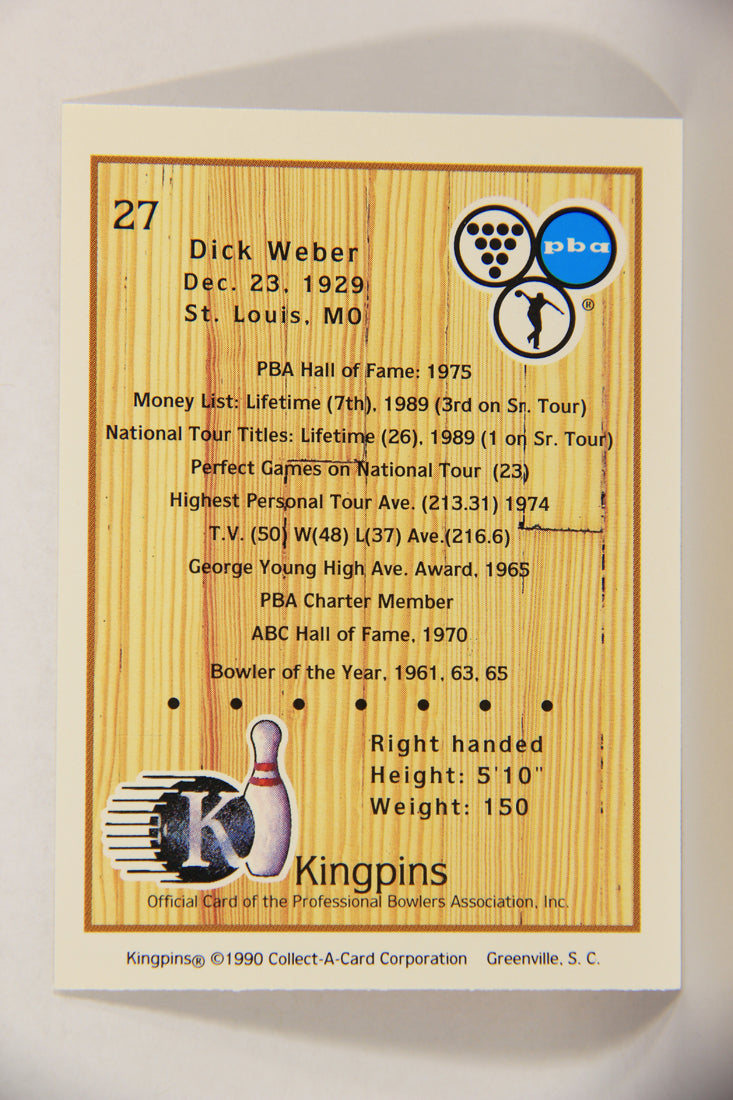 27
Dick Weber
Dec. 23, 1929
St. Louis, MO
pba
®
PBA Hall of Fame: 1975
Money List: Lifetime (7th), 1989 (3rd on Sr. Tour)
National Tour Titles: Lifetime (26), 1989 (1 on Sr. Tour)
Perfect Games on National Tour (23)
Highest Personal Tour Ave. (213.31) 1974
T.V. (50) W(48) L(37) Ave.(216.6)
George Young High Ave. Award, 1965
PBA Charter Member
ABC Hall of Fame, 1970
Bowler of the Year, 1961, 63, 65
Right handed
Height: 5'10"
Weight: 150
K
Kingpins
Official Card of the Professional Bowlers Association, Inc.
Kingpins® ©1990 Collect-A-Card Corporation Greenville, S. C.